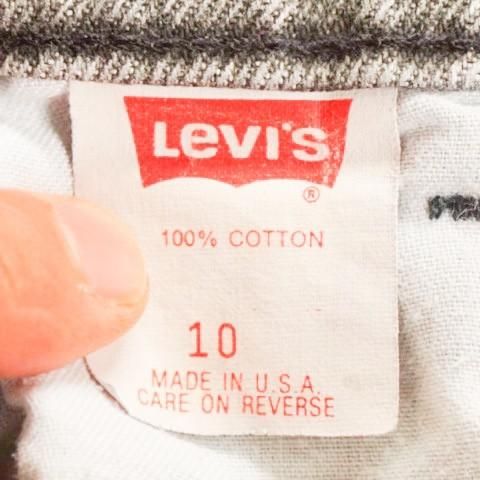 Levi's
®
100% COTTON
10
MADE IN U.S.A.
CARE ON REVERSE